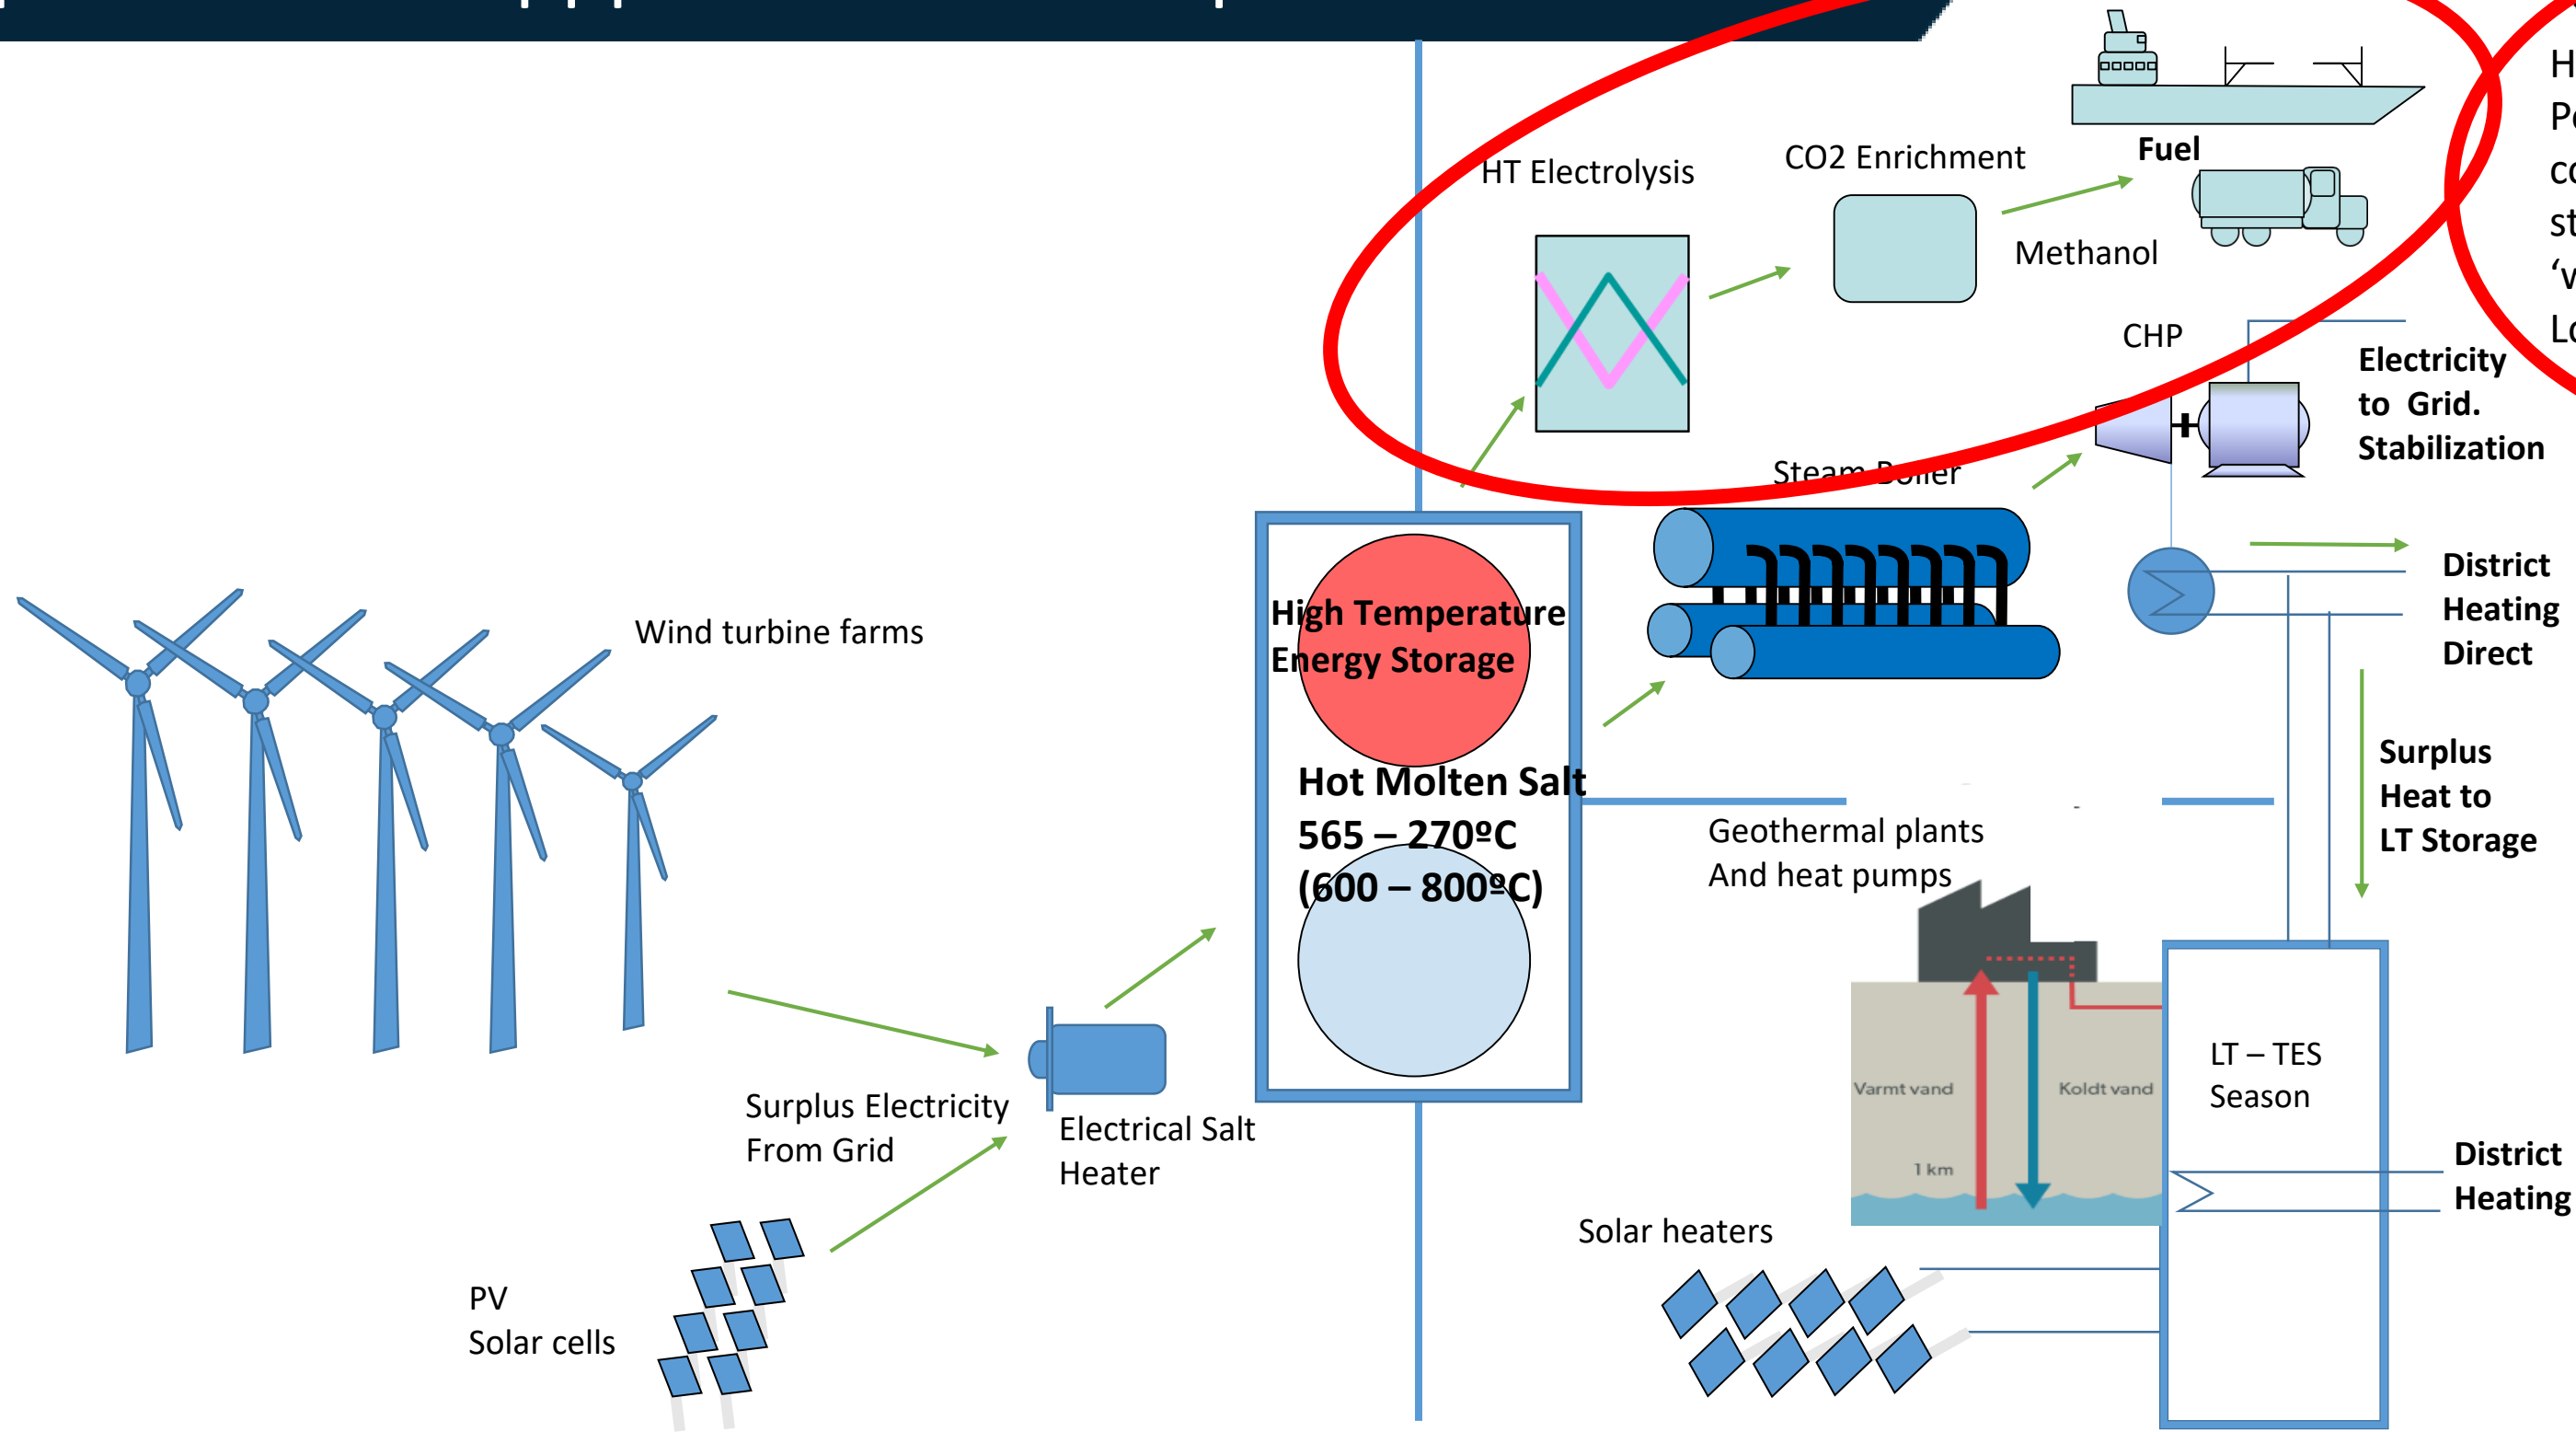 HT Electrolysis
CO2 Enrichment
Fuel
Methanol
CHP
Electricity
to Grid.
Stabilization
Steam Boiler
Wind turbine farms
High Temperature
Energy Storage
District
Heating
Direct
Hot Molten Salt
565 – 270ºC
(600 – 800ºC)
Surplus
Heat to
LT Storage
Geothermal plants
And heat pumps
Surplus Electricity
From Grid
Electrical Salt
Heater
Varmt vand
Koldt vand
1 km
LT – TES
Season
District
Heating
Solar heaters
PV
Solar cells